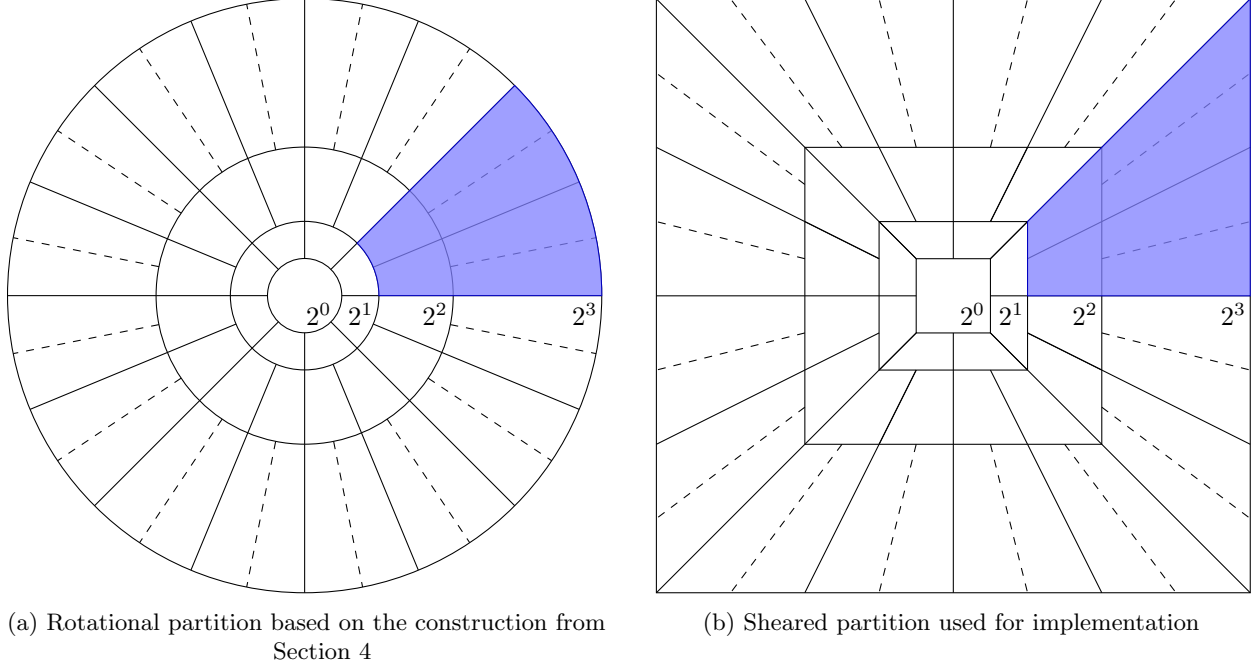 2^0 2^1 2^2 2^3
2^0 2^1 2^2 2^3
(a) Rotational partition based on the construction from
Section 4
(b) Sheared partition used for implementation